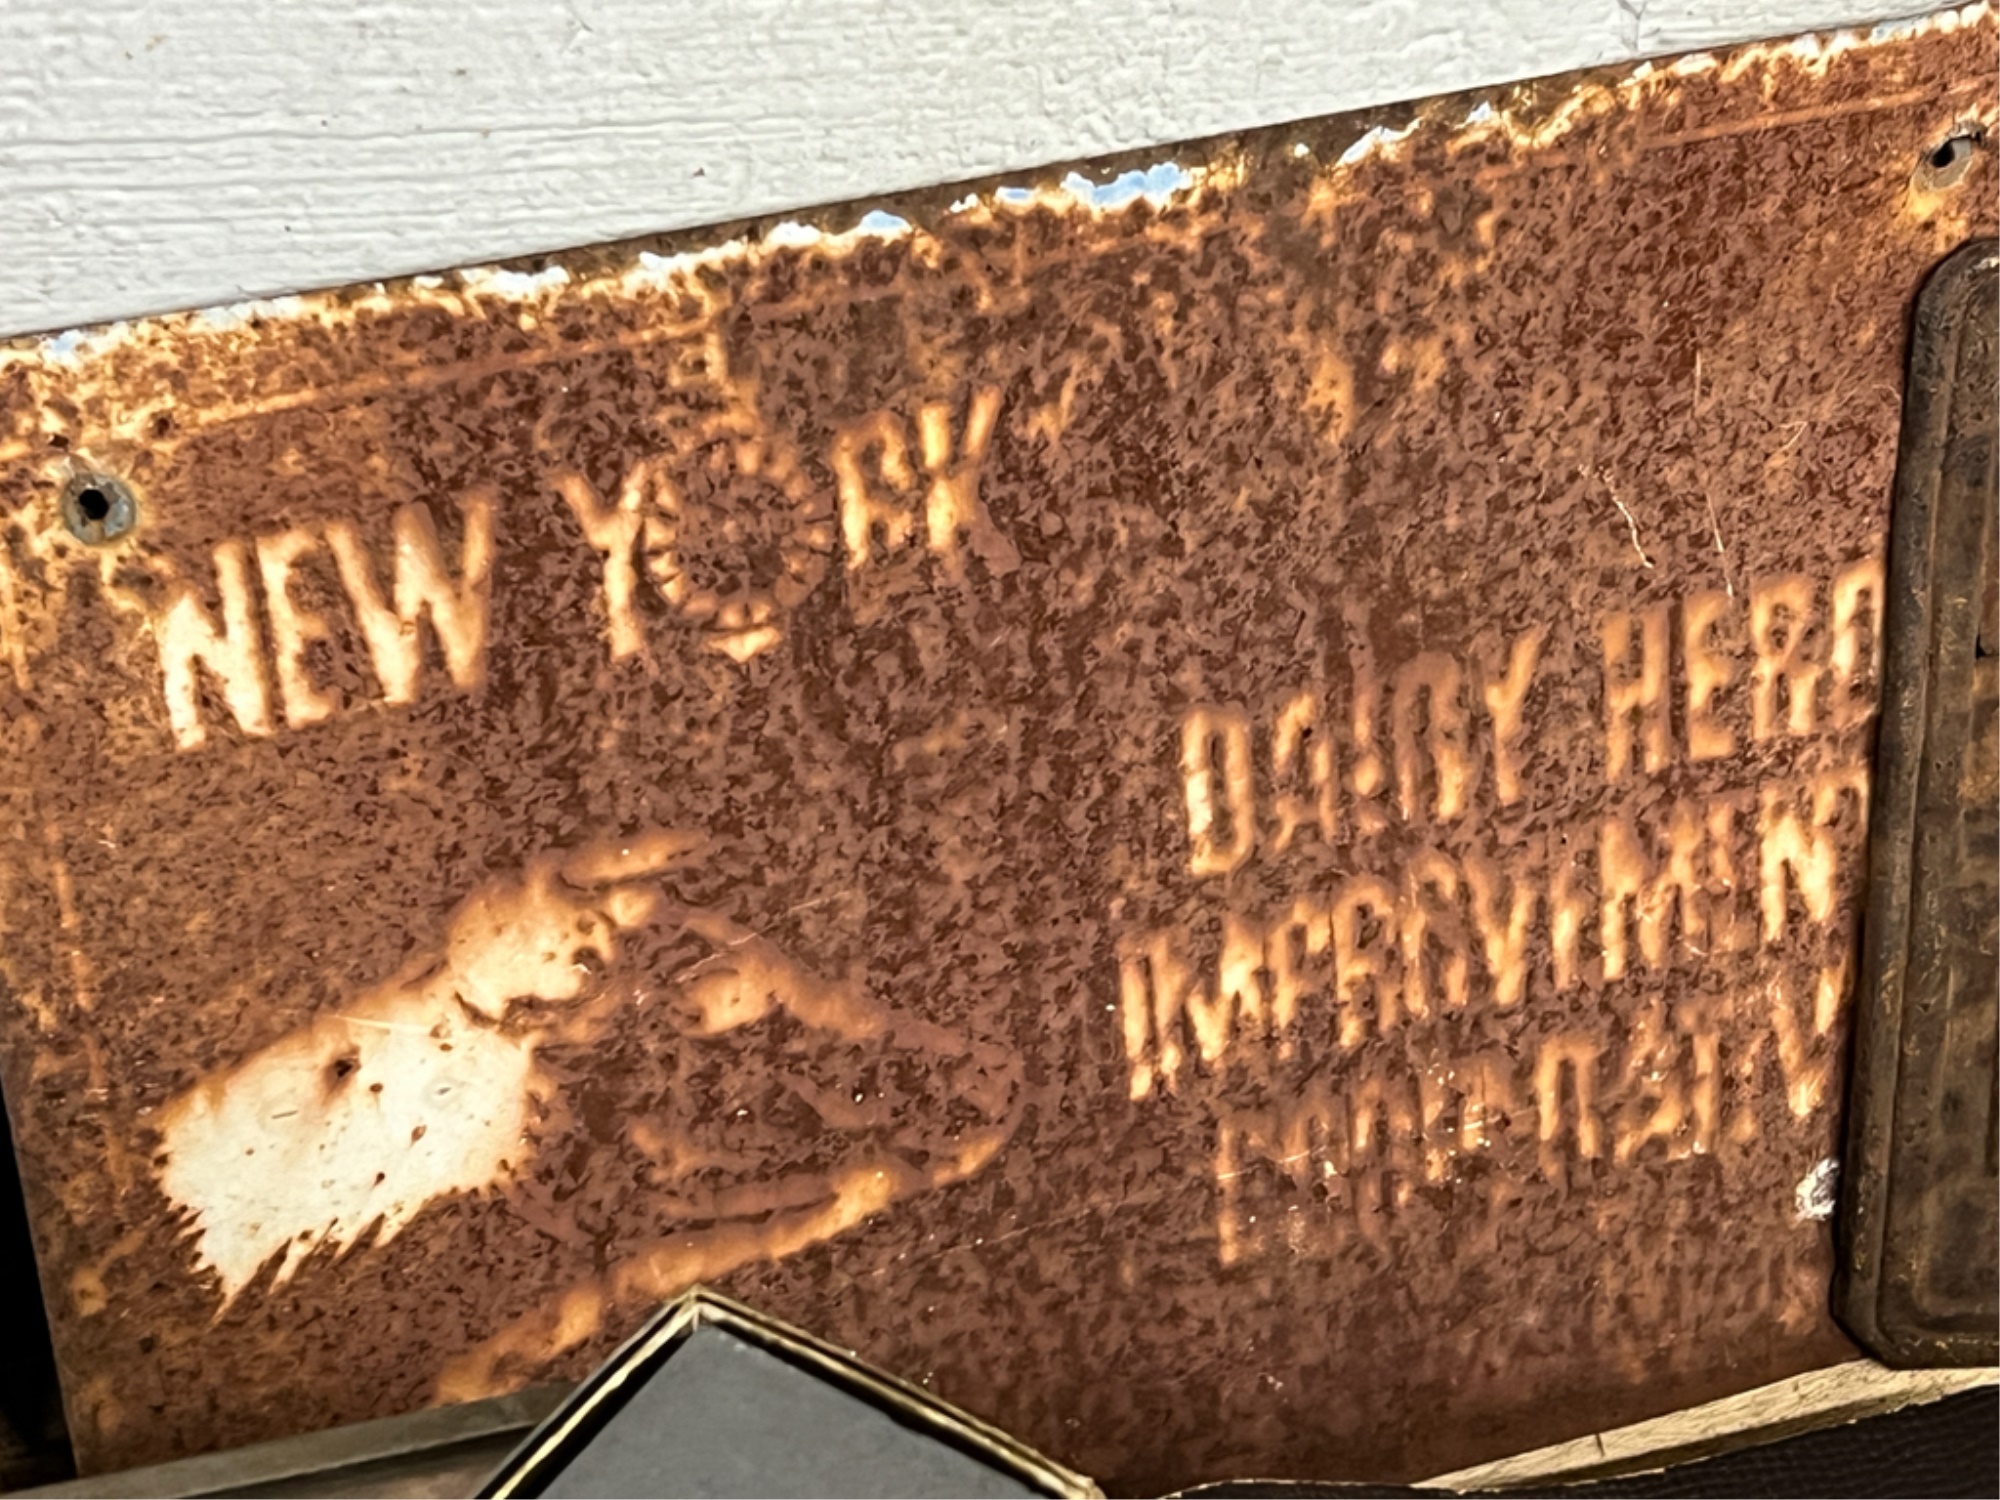 NEW YORK
DAIRY HERD
IMPROVEMENT